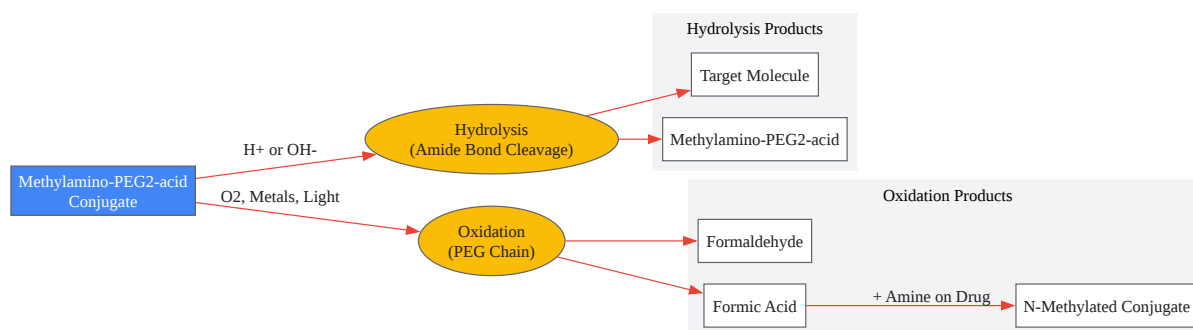 Hydrolysis Products
Target Molecule
Hydrolysis
(Amide Bond Cleavage)
Methylamino-PEG2-acid
H+ or OH-
Methylamino-PEG2-acid
Conjugate
O2, Metals, Light
Oxidation Products
Oxidation
(PEG Chain)
Formaldehyde
Formic Acid
+ Amine on Drug
N-Methylated Conjugate